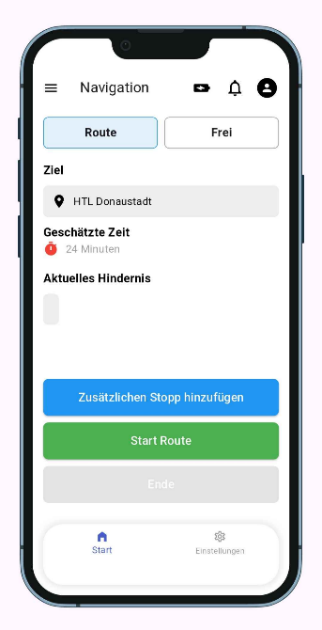 Navigation
Route
Frei
Ziel
HTL Donaustadt
Geschätzte Zeit
24 Minuten
Aktuelles Hindernis
Zusätzlichen Stopp hinzufügen
Start Route
Ende
Start
Einstellungen